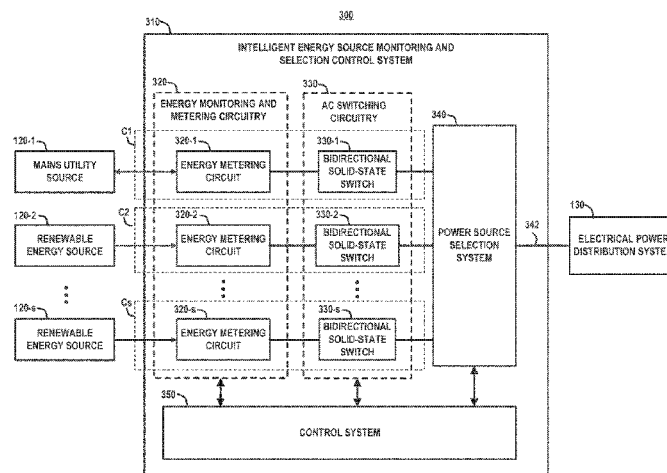 300
310
INTELLIGENT ENERGY SOURCE MONITORING AND
SELECTION CONTROL SYSTEM
320
330
ENERGY MONITORING AND
METERING CIRCUITRY
AC SWITCHING
CIRCUITRY
340
C1
120-1
320-1
330-1
MAINS UTILITY
SOURCE
ENERGY METERING
CIRCUIT
BIDIRECTIONAL
SOLID-STATE
SWITCH
C2
120-2
320-2
330-2
130
RENEWABLE
ENERGY SOURCE
ENERGY METERING
CIRCUIT
BIDIRECTIONAL
SOLID-STATE
SWITCH
POWER SOURCE
SELECTION
SYSTEM
342
ELECTRICAL POWER
DISTRIBUTION SYSTEM
Cs
120-s
320-s
330-s
RENEWABLE
ENERGY SOURCE
ENERGY METERING
CIRCUIT
BIDIRECTIONAL
SOLID-STATE
SWITCH
350
CONTROL SYSTEM